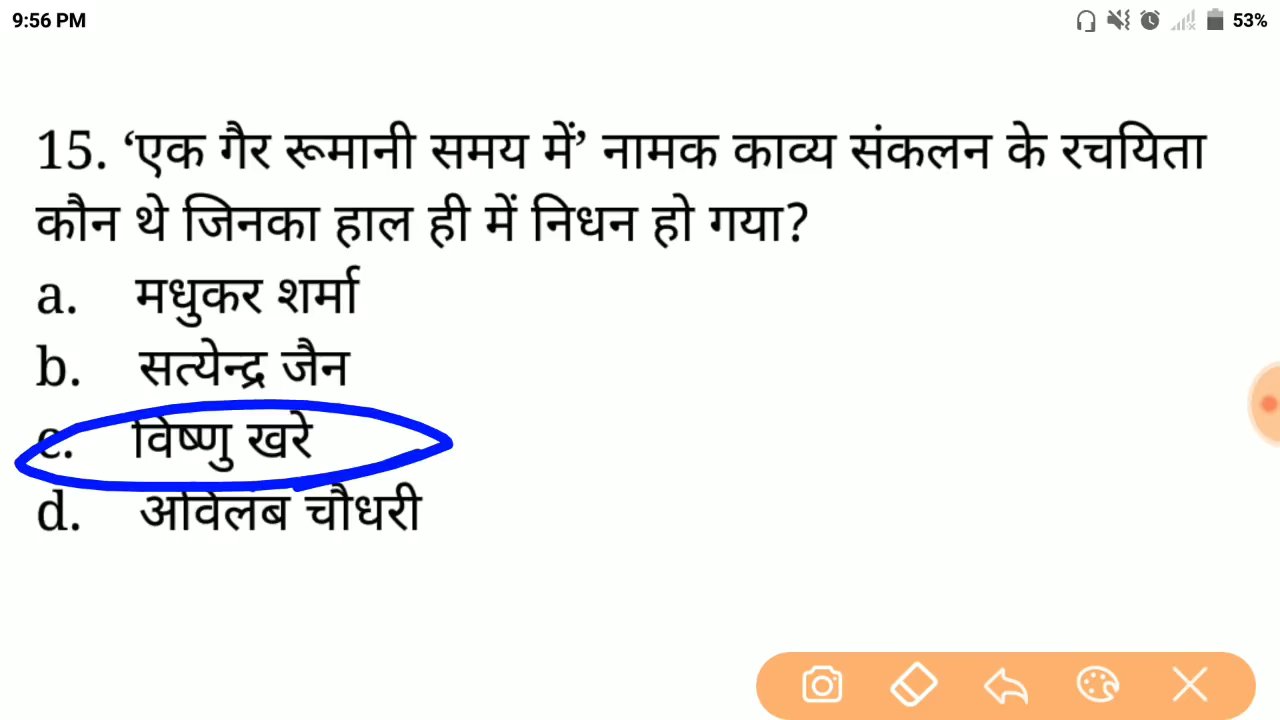 9:56 PM 53%
15. ‘एक गैर रूमानी समय में’ नामक काव्य संकलन के रचयिता
कौन थे जिनका हाल ही में निधन हो गया?
a. मधुकर शर्मा
b. सत्येन्द्र जैन
c. विष्णु खरे
d. अविलब चौधरी